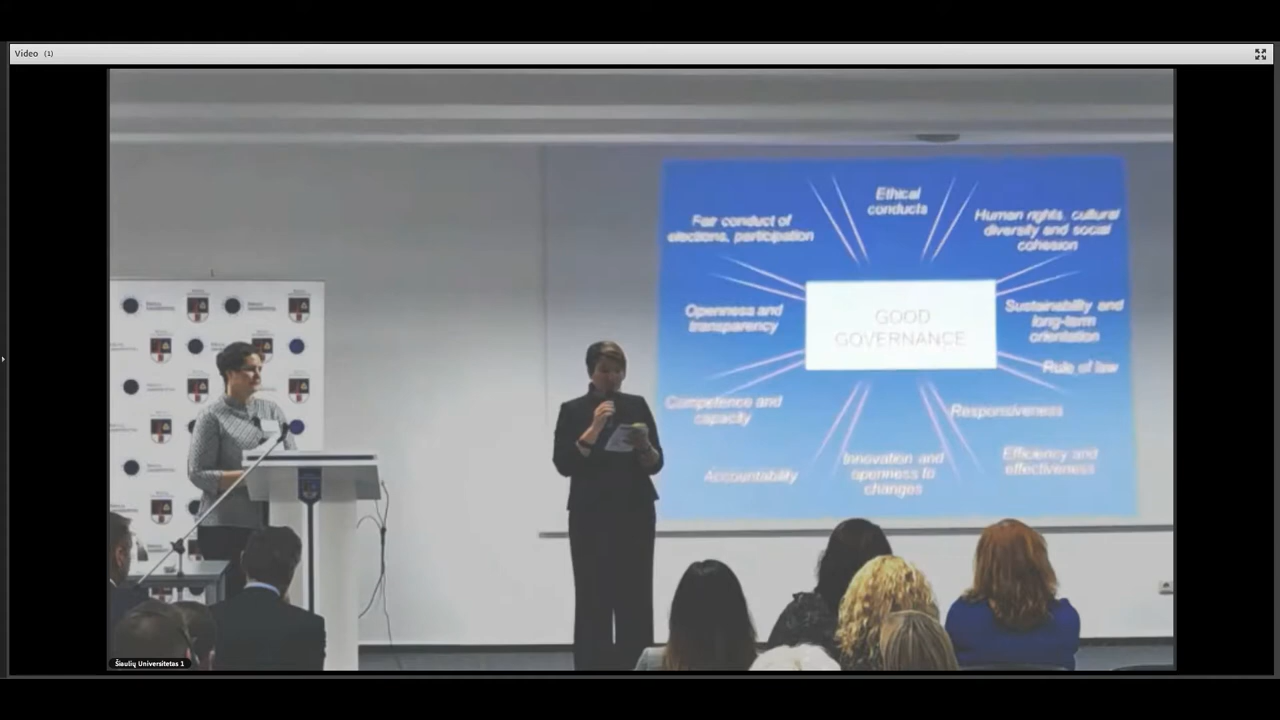 Video (1)
Ethical
conducts
Fair conduct of
elections, participation
Human rights, cultural
diversity and social
cohesion
Openness and
transparency
GOOD
GOVERNANCE
Sustainability and
long-term
orientation
Rule of law
Competence and
capacity
Responsiveness
Accountability
Innovation and
openness to
changes
Efficiency and
effectiveness
Šiaulių Universitetas 1